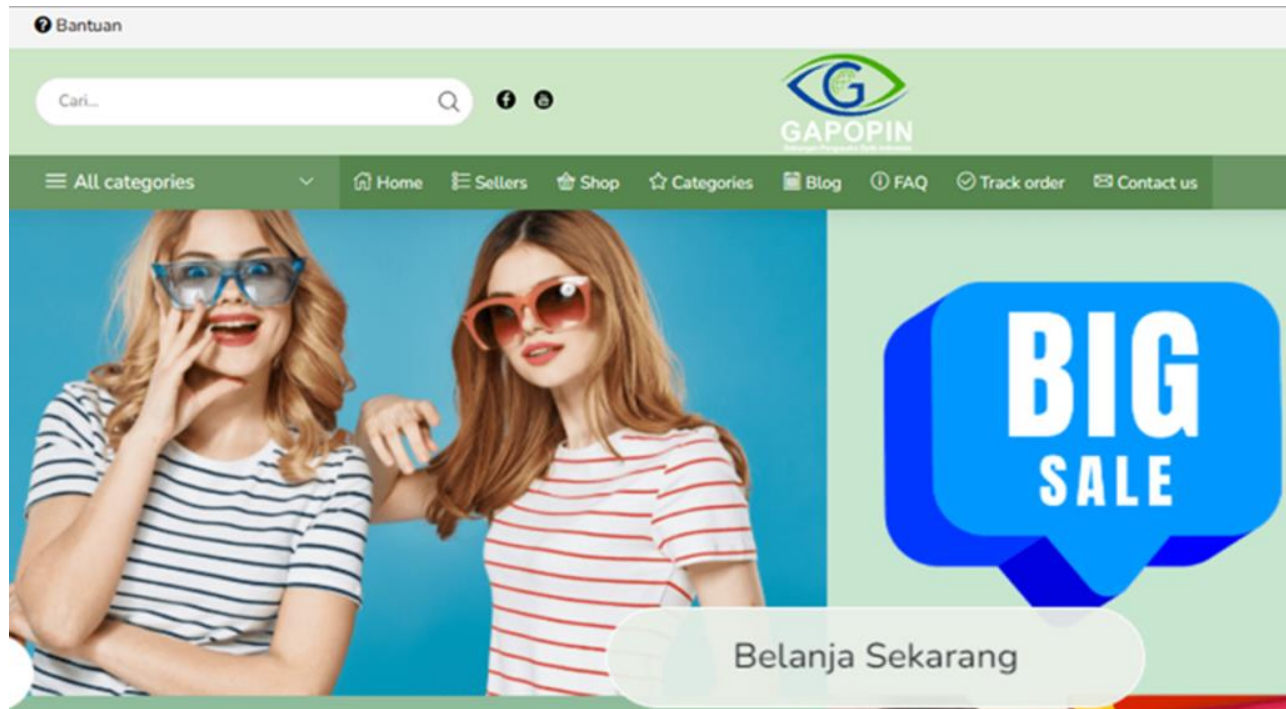 Bantuan
Cari...
GAPOPIN
All categories
Home Sellers Shop Categories Blog FAQ Track order Contact us
BIG
SALE
Belanja Sekarang